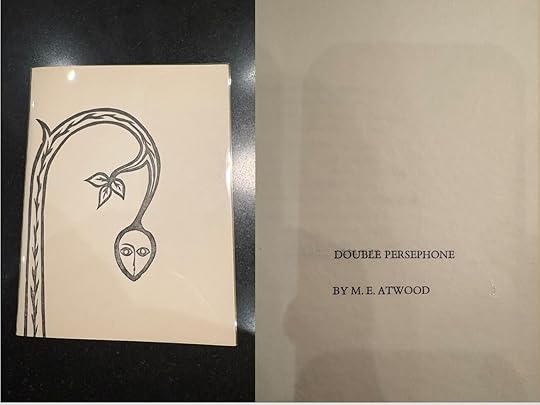 DOUBLE PERSEPHONE
BY M. E. ATWOOD